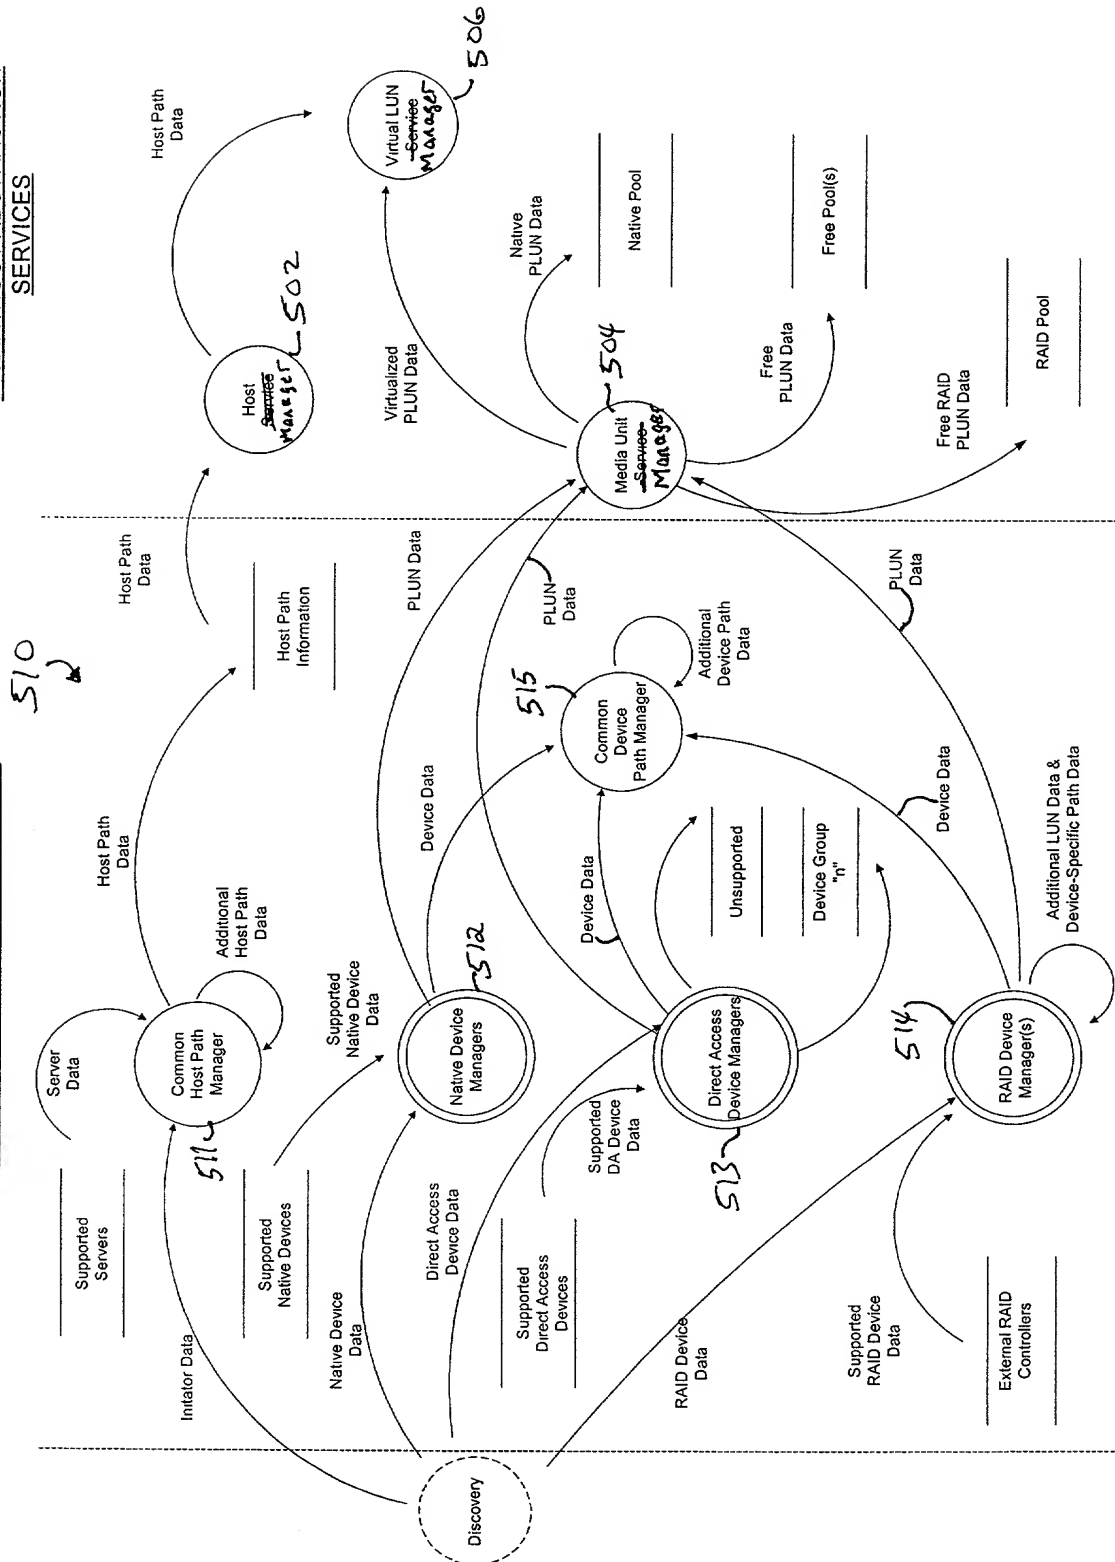 SERVICES
510
Discovery
Initiator Data
Native Device
Data
Direct Access
Device Data
RAID Device
Data
Supported
Servers
Server
Data
Common
Host Path
Manager
511
Additional
Host Path
Data
Host Path
Data
Host Path
Information
Host Path
Data
Host
Service
Manager
502
Host Path
Data
Virtual LUN
Service
Manager
506
Supported
Native Devices
Supported
Native Device
Data
Native Device
Managers
512
PLUN Data
Device Data
Supported
Direct Access
Devices
Supported
DA Device
Data
Direct Access
Device Managers
513
Device Data
PLUN
Data
Unsupported
Device Group
"n"
Common
Device
Path Manager
515
Additional
Device Path
Data
External RAID
Controllers
Supported
RAID Device
Data
RAID Device
Manager(s)
514
Additional LUN Data &
Device-Specific Path Data
Device Data
PLUN
Data
Media Unit
Service
Manager
504
Virtualized
PLUN Data
Native
PLUN Data
Native Pool
Free
PLUN Data
Free Pool(s)
Free RAID
PLUN Data
RAID Pool